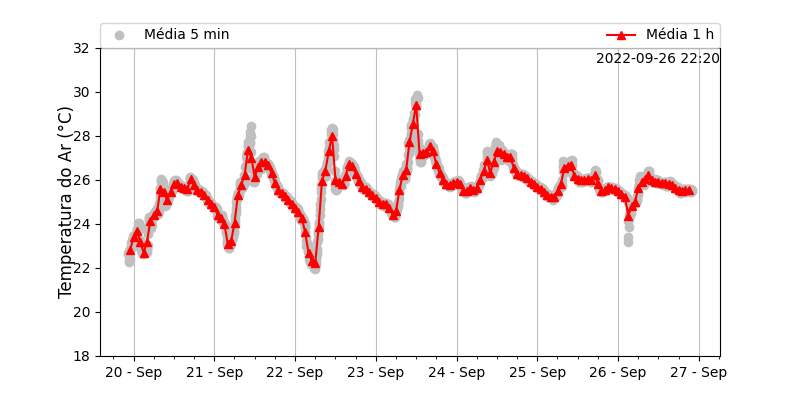 Média 5 min
Média 1 h
2022-09-26 22:20
Temperatura do Ar (°C)
32
30
28
26
24
22
20
18
20 - Sep
21 - Sep
22 - Sep
23 - Sep
24 - Sep
25 - Sep
26 - Sep
27 - Sep